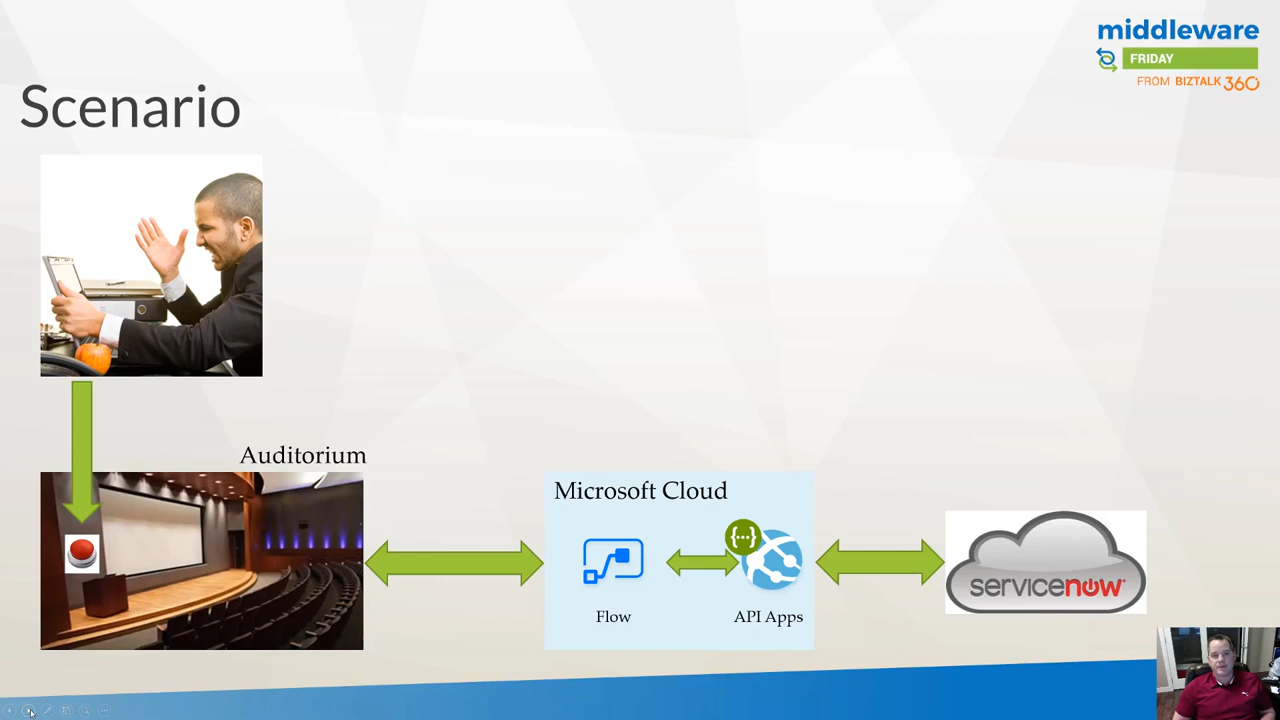 middleware
FRIDAY
FROM BIZTALK 360
Scenario
Auditorium
Microsoft Cloud
{···}
Flow
API Apps
servicenow